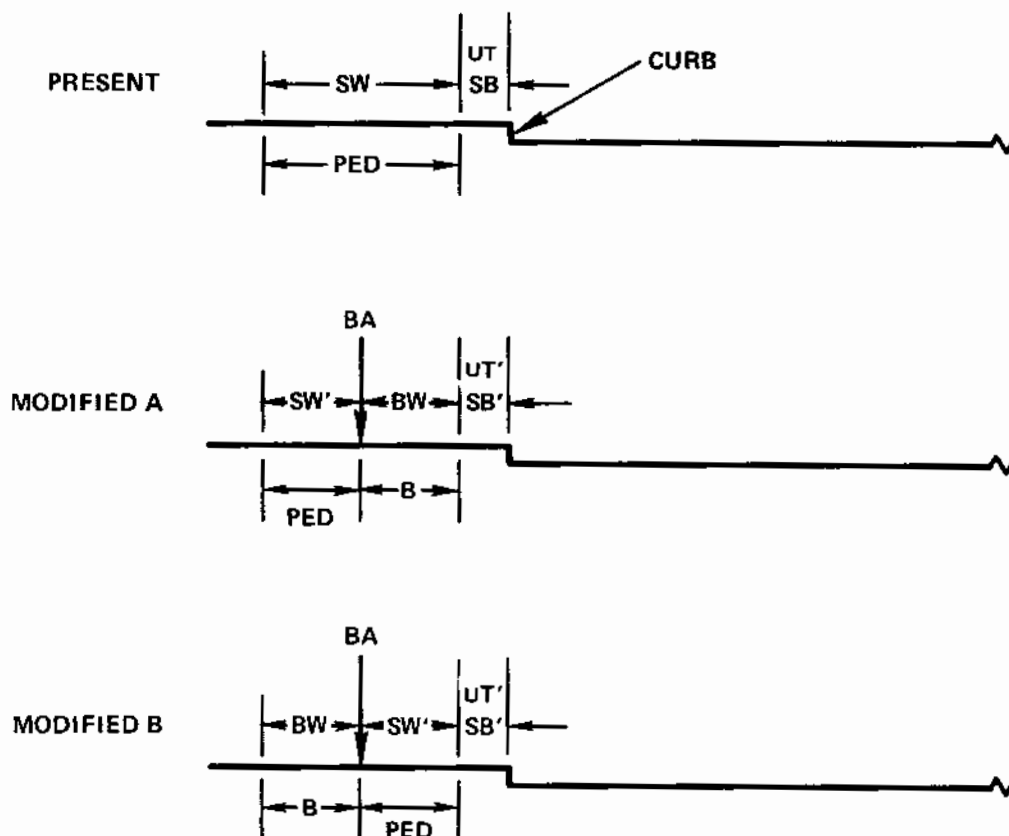 PRESENT
SW
UT
SB
CURB
PED
BA
MODIFIED A
SW'
BW
UT'
SB'
PED
B
BA
MODIFIED B
BW
SW'
UT'
SB'
B
PED